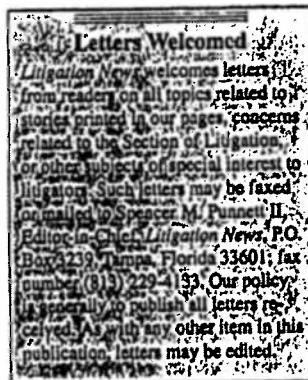 Letters Welcomed
Litigation News welcomes letters
from readers on all topics related to
stories printed in our pages, concerns
related to the Section of Litigation,
or other subjects of special interest to
litigators. Such letters may be faxed
or mailed to Spencer M. II,
Editor-in-Chief, Litigation News, P.O.
Box 3239, Tampa, Florida 33601; fax
number Our policy
is generally to publish all letters re-
ceived. As with any other item in this
publication, letters may be edited.